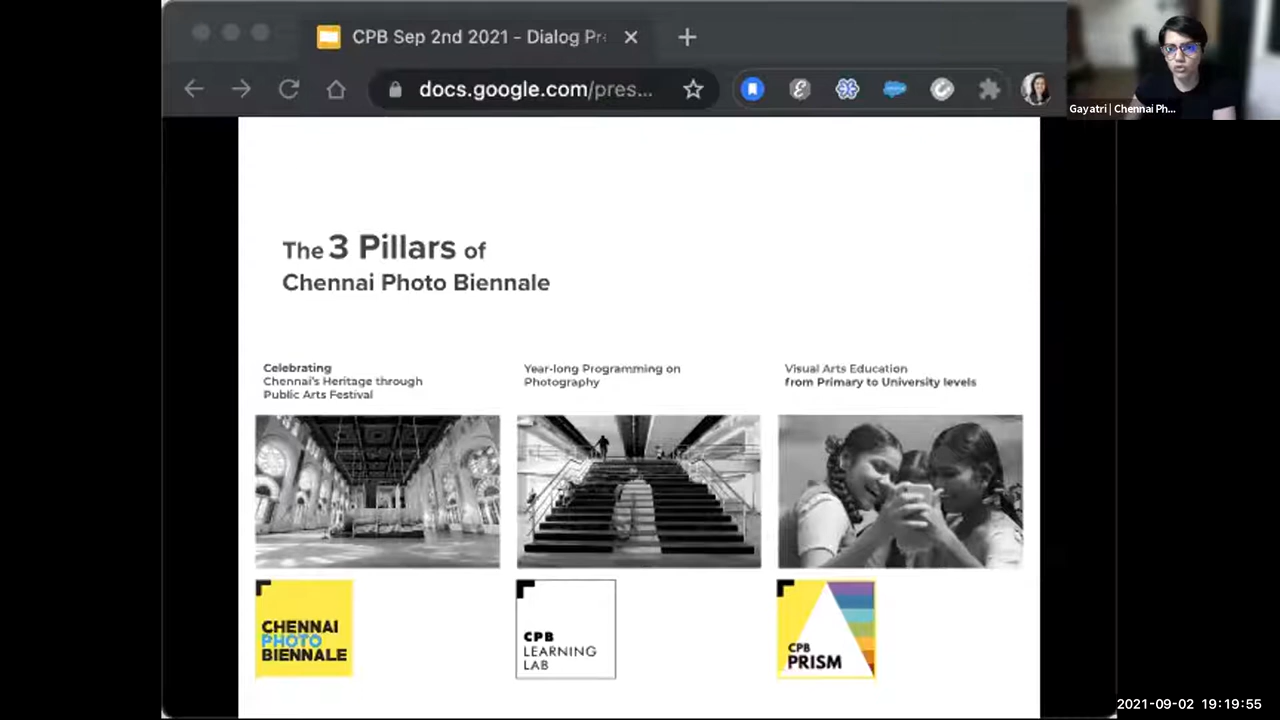 CPB Sep 2nd 2021 - Dialog Pr
docs.google.com/pres...
Gayatri | Chennai Ph...
The 3 Pillars of
Chennai Photo Biennale
Celebrating
Chennai's Heritage through
Public Arts Festival
Year-long Programming on
Photography
Visual Arts Education
from Primary to University levels
CHENNAI
PHOTO
BIENNALE
CPB
LEARNING
LAB
CPB
PRISM
2021-09-02 19:19:55